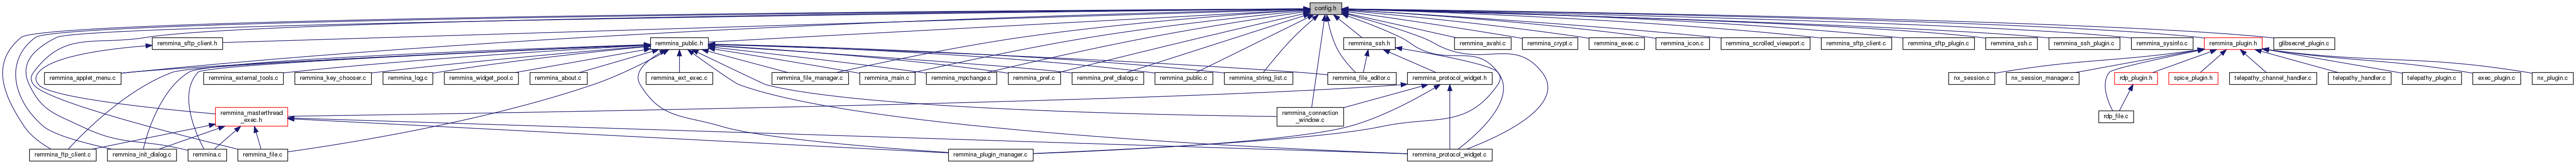 config.h
remmina_sftp_client.h
remmina_public.h
remmina_ssh.h
remmina_avahi.c
remmina_crypt.c
remmina_exec.c
remmina_icon.c
remmina_scrolled_viewport.c
remmina_sftp_client.c
remmina_sftp_plugin.c
remmina_ssh.c
remmina_ssh_plugin.c
remmina_sysinfo.c
remmina_plugin.h
glibsecret_plugin.c
remmina_applet_menu.c
remmina_external_tools.c
remmina_key_chooser.c
remmina_log.c
remmina_widget_pool.c
remmina_about.c
remmina_ext_exec.c
remmina_file_manager.c
remmina_main.c
remmina_mpchange.c
remmina_pref.c
remmina_pref_dialog.c
remmina_public.c
remmina_string_list.c
remmina_file_editor.c
remmina_protocol_widget.h
nx_session.c
nx_session_manager.c
rdp_plugin.h
spice_plugin.h
telepathy_channel_handler.c
telepathy_handler.c
telepathy_plugin.c
exec_plugin.c
nx_plugin.c
remmina_masterthread
_exec.h
remmina_connection
_window.c
rdp_file.c
remmina_ftp_client.c
remmina_init_dialog.c
remmina.c
remmina_file.c
remmina_plugin_manager.c
remmina_protocol_widget.c